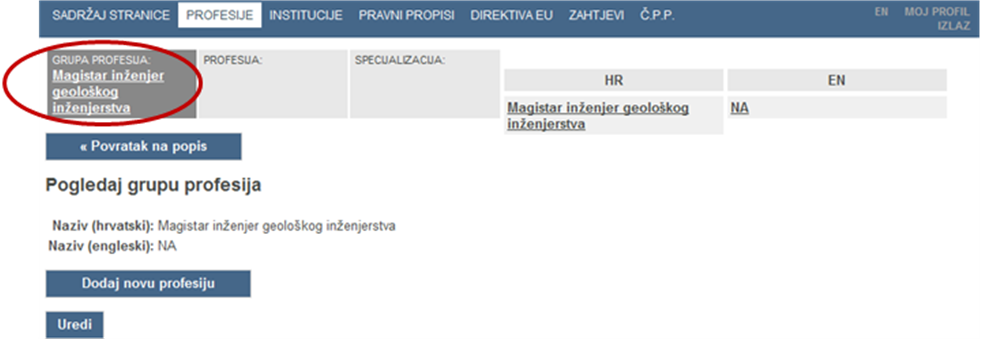 SADRŽAJ STRANICE PROFESIJE INSTITUCIJE PRAVNI PROPISI DIREKTIVA EU ZAHTJEVI Č.P.P. EN MOJ PROFIL
IZLAZ
GRUPA PROFESIJA: PROFESIJA: SPECIJALIZACIJA:
Magistar inženjer
geološkog
inženjerstva
HR EN
Magistar inženjer geološkog NA
inženjerstva
« Povratak na popis
Pogledaj grupu profesija
Naziv (hrvatski): Magistar inženjer geološkog inženjerstva
Naziv (engleski): NA
Dodaj novu profesiju
Uredi